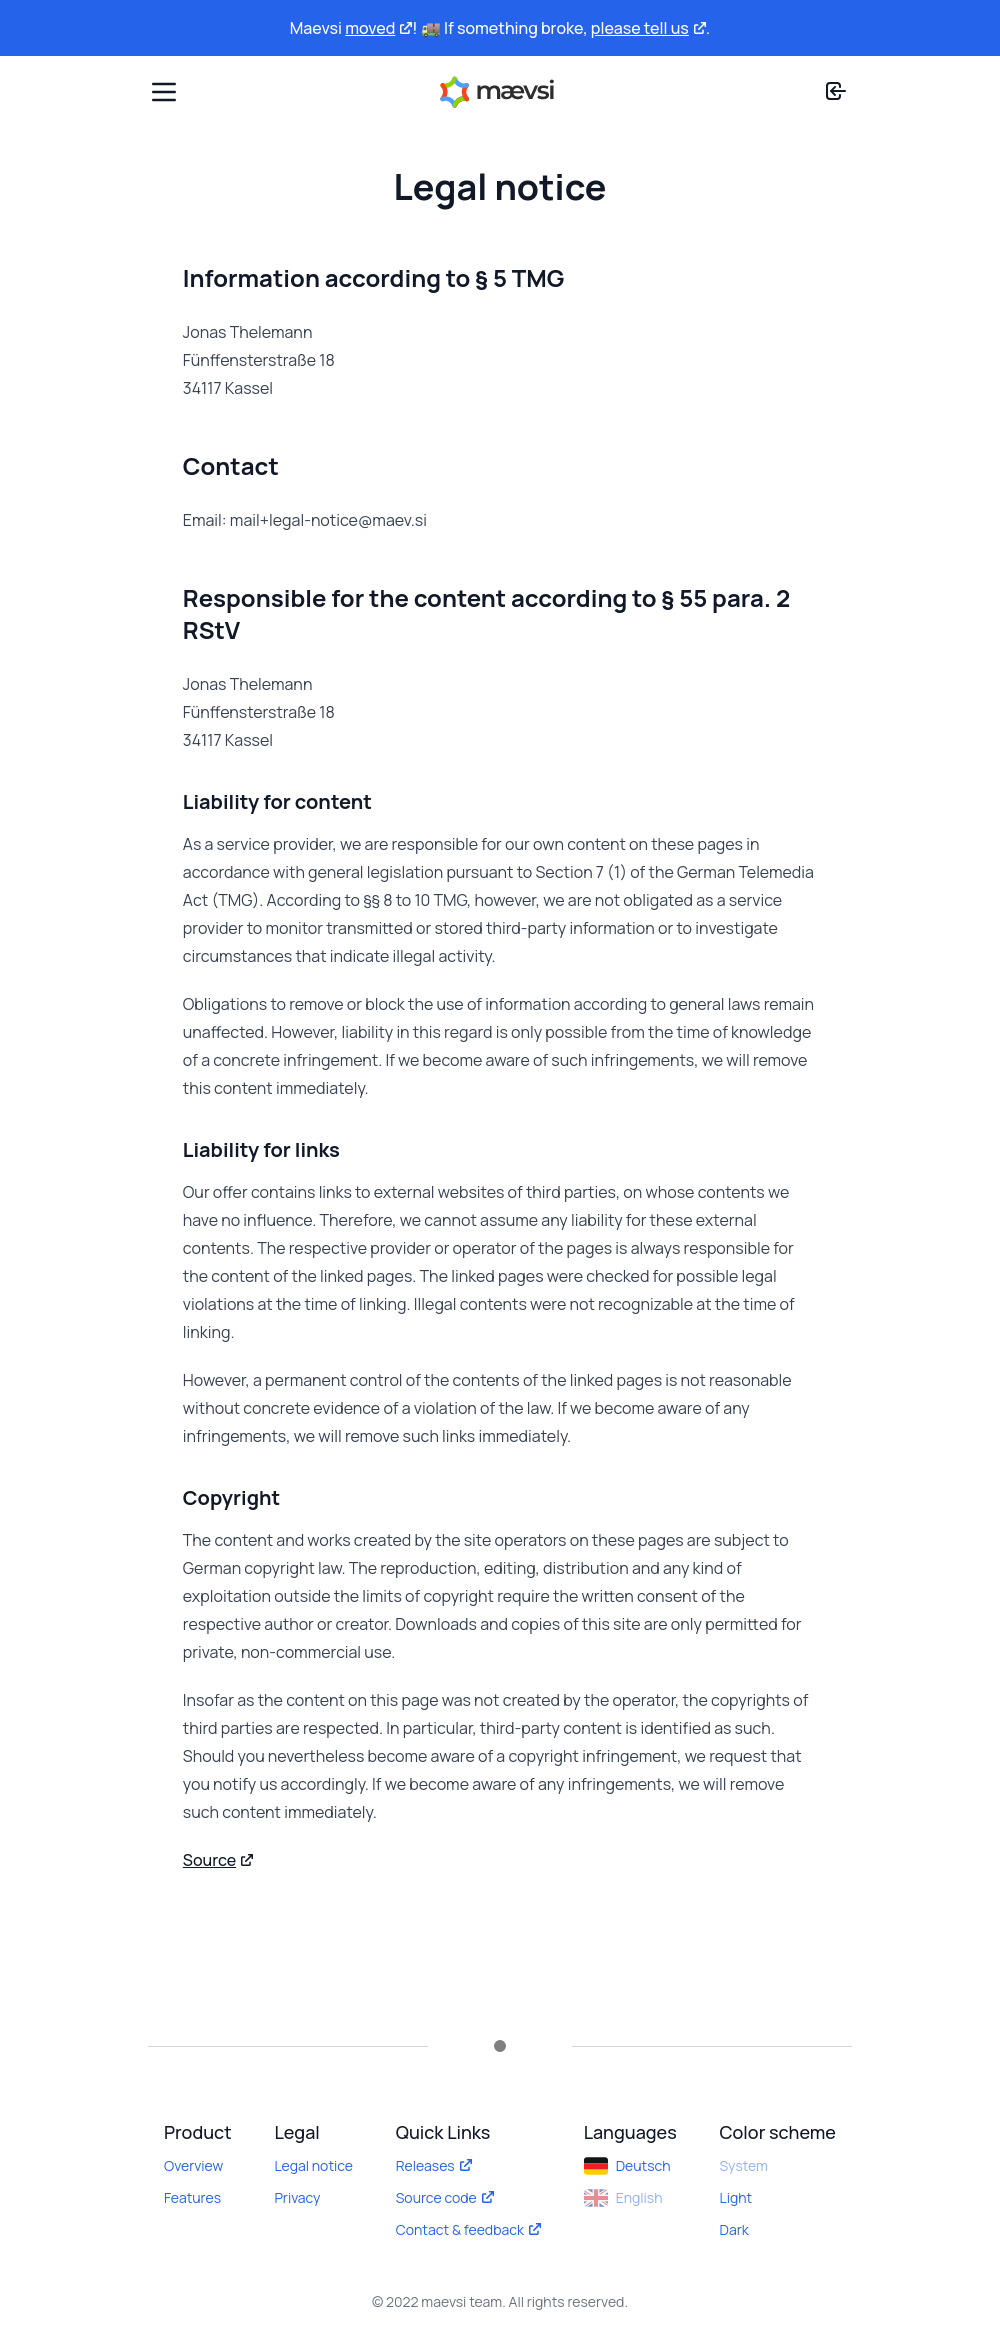 Maevsi moved ! 🚚 If something broke, please tell us .
mævsi
Legal notice
Information according to § 5 TMG
Jonas Thelemann
Fünffensterstraße 18
34117 Kassel
Contact
Email: mail+legal-notice@maev.si
Responsible for the content according to § 55 para. 2
RStV
Jonas Thelemann
Fünffensterstraße 18
34117 Kassel
Liability for content
As a service provider, we are responsible for our own content on these pages in
accordance with general legislation pursuant to Section 7 (1) of the German Telemedia
Act (TMG). According to §§ 8 to 10 TMG, however, we are not obligated as a service
provider to monitor transmitted or stored third-party information or to investigate
circumstances that indicate illegal activity.
Obligations to remove or block the use of information according to general laws remain
unaffected. However, liability in this regard is only possible from the time of knowledge
of a concrete infringement. If we become aware of such infringements, we will remove
this content immediately.
Liability for links
Our offer contains links to external websites of third parties, on whose contents we
have no influence. Therefore, we cannot assume any liability for these external
contents. The respective provider or operator of the pages is always responsible for
the content of the linked pages. The linked pages were checked for possible legal
violations at the time of linking. Illegal contents were not recognizable at the time of
linking.
However, a permanent control of the contents of the linked pages is not reasonable
without concrete evidence of a violation of the law. If we become aware of any
infringements, we will remove such links immediately.
Copyright
The content and works created by the site operators on these pages are subject to
German copyright law. The reproduction, editing, distribution and any kind of
exploitation outside the limits of copyright require the written consent of the
respective author or creator. Downloads and copies of this site are only permitted for
private, non-commercial use.
Insofar as the content on this page was not created by the operator, the copyrights of
third parties are respected. In particular, third-party content is identified as such.
Should you nevertheless become aware of a copyright infringement, we request that
you notify us accordingly. If we become aware of any infringements, we will remove
such content immediately.
Source
Product
Overview
Features
Legal
Legal notice
Privacy
Quick Links
Releases
Source code
Contact & feedback
Languages
Deutsch
English
Color scheme
System
Light
Dark
© 2022 maevsi team. All rights reserved.